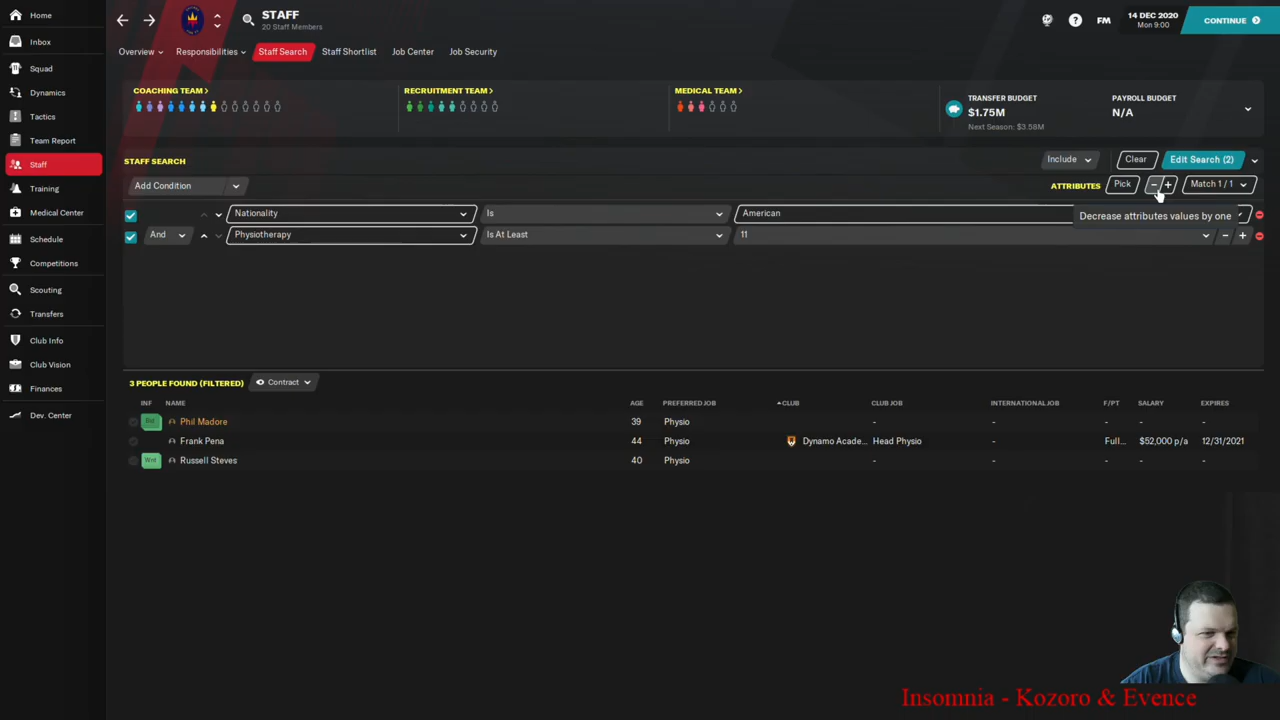 Home
STAFF
20 Staff Members
FM
14 DEC 2020
Mon 9:00
CONTINUE
Inbox
Overview
Responsibilities
Staff Search
Staff Shortlist
Job Center
Job Security
Squad
Dynamics
Tactics
Team Report
Staff
Training
Medical Center
Schedule
Competitions
Scouting
Transfers
Club Info
Club Vision
Finances
Dev. Center
COACHING TEAM
RECRUITMENT TEAM
MEDICAL TEAM
TRANSFER BUDGET
$1.75M
Next Season: $3.58M
PAYROLL BUDGET
N/A
STAFF SEARCH
Include
Clear
Edit Search (2)
Add Condition
ATTRIBUTES
Pick
Match 1 / 1
Nationality Is American
Decrease attributes values by one
And Physiotherapy Is At Least 11
3 PEOPLE FOUND (FILTERED)
Contract
INF NAME AGE PREFERRED JOB CLUB CLUB JOB INTERNATIONAL JOB F/PT SALARY EXPIRES
Phil Madore 39 Physio - - - - -
Frank Pena 44 Physio Dynamo Acade... Head Physio - Full... $52,000 p/a 12/31/2021
Wnt Russell Steves 40 Physio - - - - -
Insomnia - Kozoro & Evence